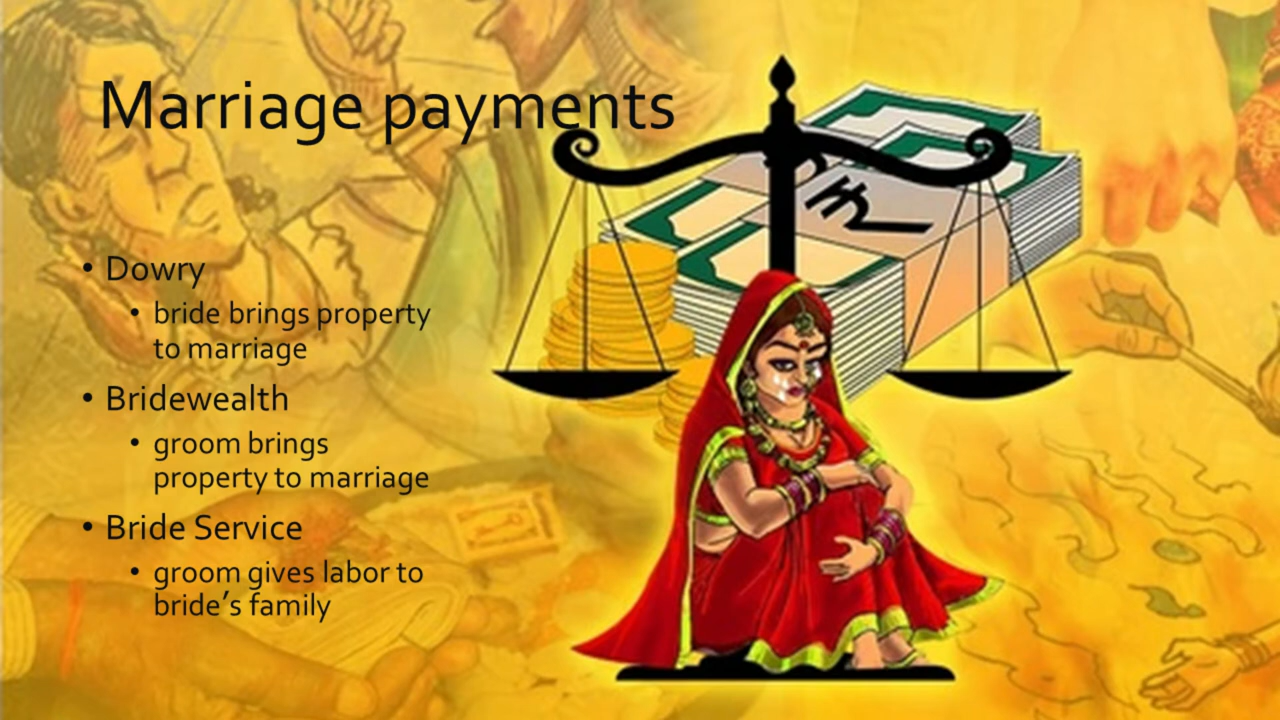 Marriage payments
• Dowry
• bride brings property
to marriage
• Bridewealth
• groom brings
property to marriage
• Bride Service
• groom gives labor to
bride’s family
₹